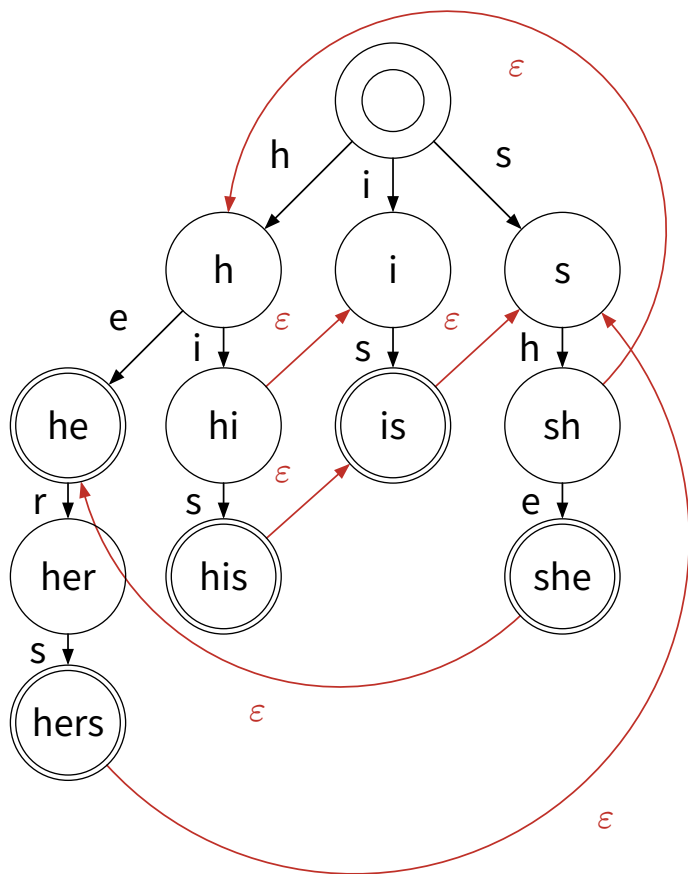 ε
h
i
s
h
i
s
e
i
ε
s
ε
h
he
hi
is
sh
r
s
ε
e
her
his
she
s
hers
ε
ε